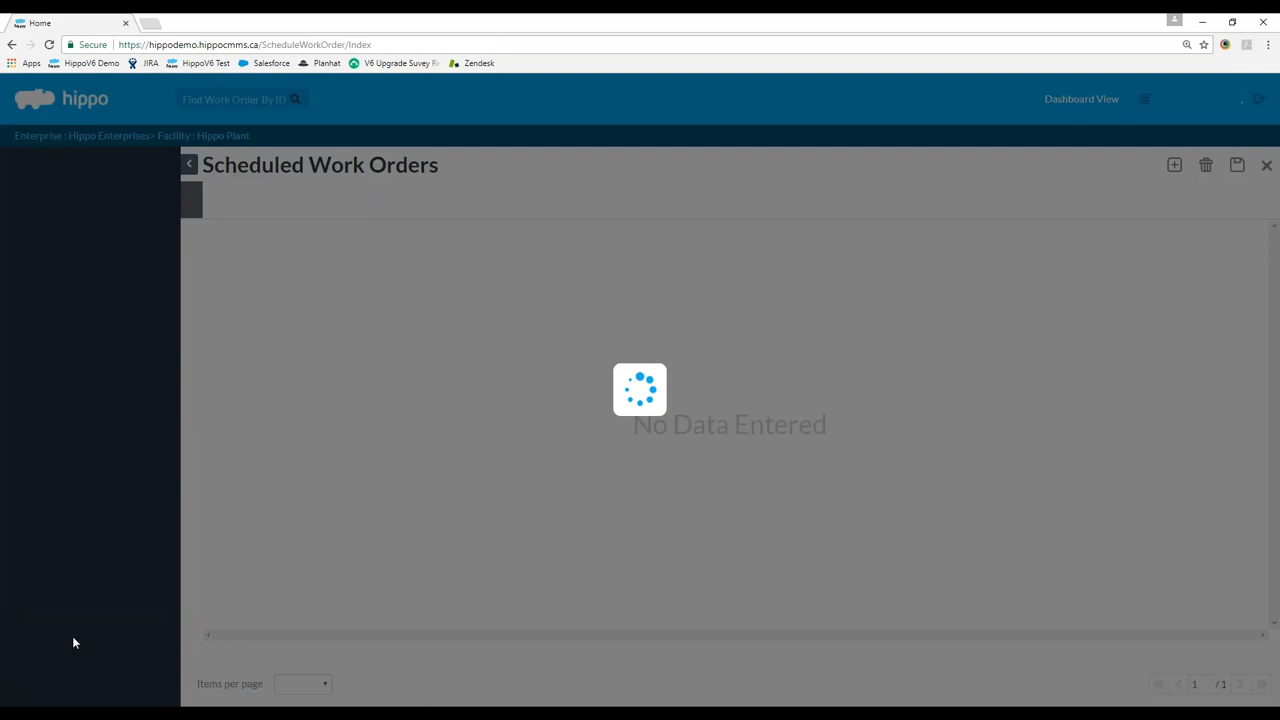 Home
Secure https://hippodemo.hippocmms.ca/ScheduleWorkOrder/Index
Apps HippoV6 Demo JIRA HippoV6 Test Salesforce Planhat V6 Upgrade Suvey Re Zendesk
hippo Find Work Order By ID Dashboard View
Enterprise : Hippo Enterprises> Facility : Hippo Plant
Scheduled Work Orders
No Data Entered
Items per page 1 / 1